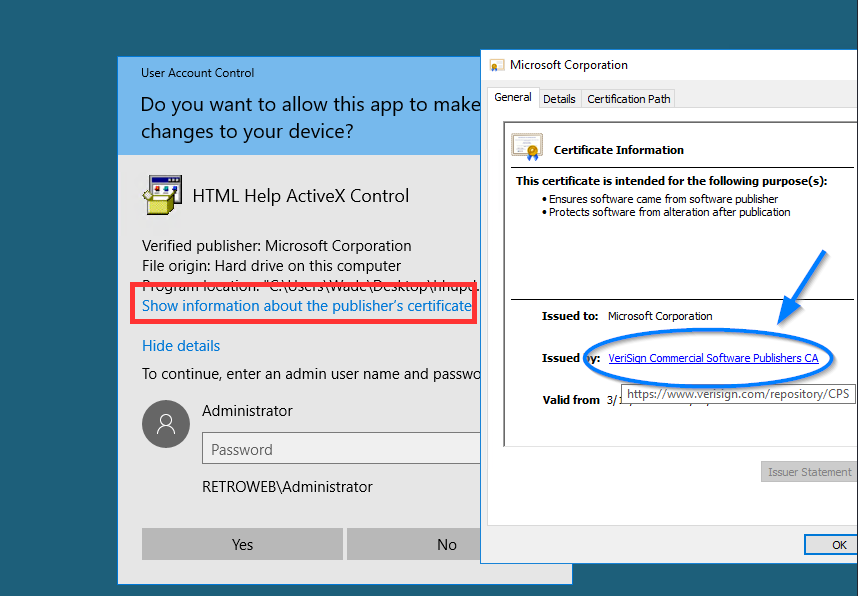 User Account Control
Do you want to allow this app to make
changes to your device?
HTML Help ActiveX Control
Verified publisher: Microsoft Corporation
File origin: Hard drive on this computer
Program location: "C:\Users\Wade\Desktop\hhupd.
Show information about the publisher's certificate
Hide details
To continue, enter an admin user name and passwo
Administrator
Password
RETROWEB\Administrator
Yes
No
Microsoft Corporation
General
Details
Certification Path
Certificate Information
This certificate is intended for the following purpose(s):
• Ensures software came from software publisher
• Protects software from alteration after publication
Issued to: Microsoft Corporation
Issued by: VeriSign Commercial Software Publishers CA
https://www.verisign.com/repository/CPS
Valid from 3/1
Issuer Statement
OK